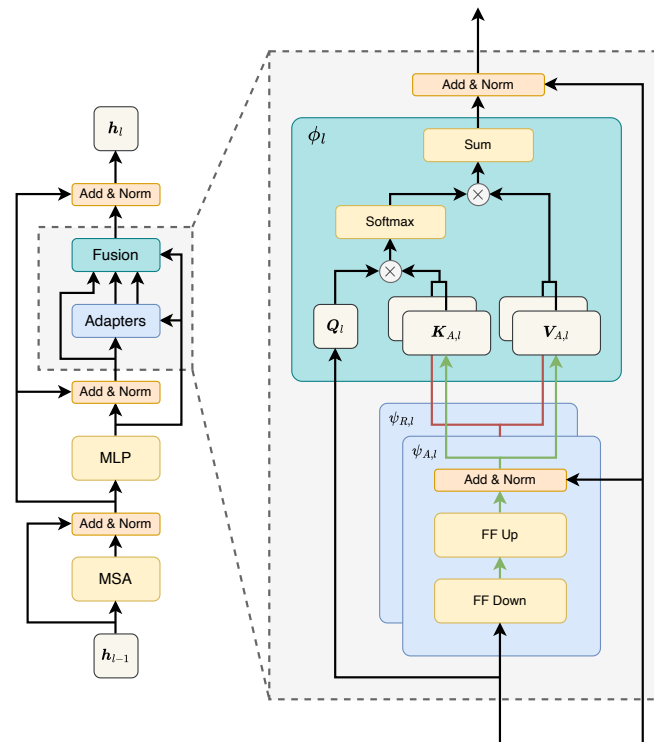 h_l
Add & Norm
Fusion
Adapters
Add & Norm
MLP
Add & Norm
MSA
h_{l-1}
Add & Norm
ϕ_l
Sum
×
Softmax
×
Q_l
K_{A,l}
V_{A,l}
ψ_{R,l}
ψ_{A,l}
Add & Norm
FF Up
FF Down